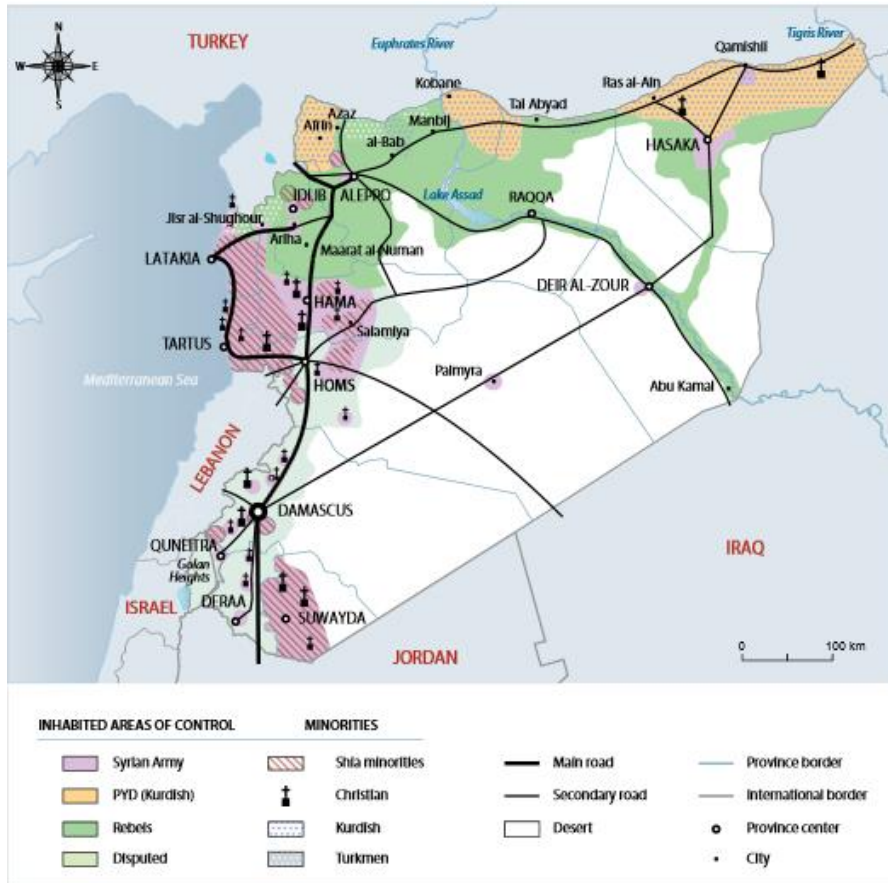 N
W E
S
TURKEY
Euphrates River
Tigris River
Qamishli
Kobane
Ras al-Ain
Tal Abyad
Azaz
Afrin
Manbij
al-Bab
HASAKA
IDLIB
ALEPPO
Lake Assad
RAQQA
Jisr al-Shughour
Ariha
Maarat al-Numan
LATAKIA
DEIR AL-ZOUR
HAMA
Salamiya
TARTUS
Palmyra
Mediterranean Sea
HOMS
Abu Kamal
LEBANON
DAMASCUS
QUNEITRA
Golan
Heights
IRAQ
ISRAEL
DERAA
SUWAYDA
JORDAN
0 100 km
INHABITED AREAS OF CONTROL
Syrian Army
PYD (Kurdish)
Rebels
Disputed
MINORITIES
Shia minorities
Christian
Kurdish
Turkmen
Main road
Secondary road
Desert
Province border
International border
Province center
City